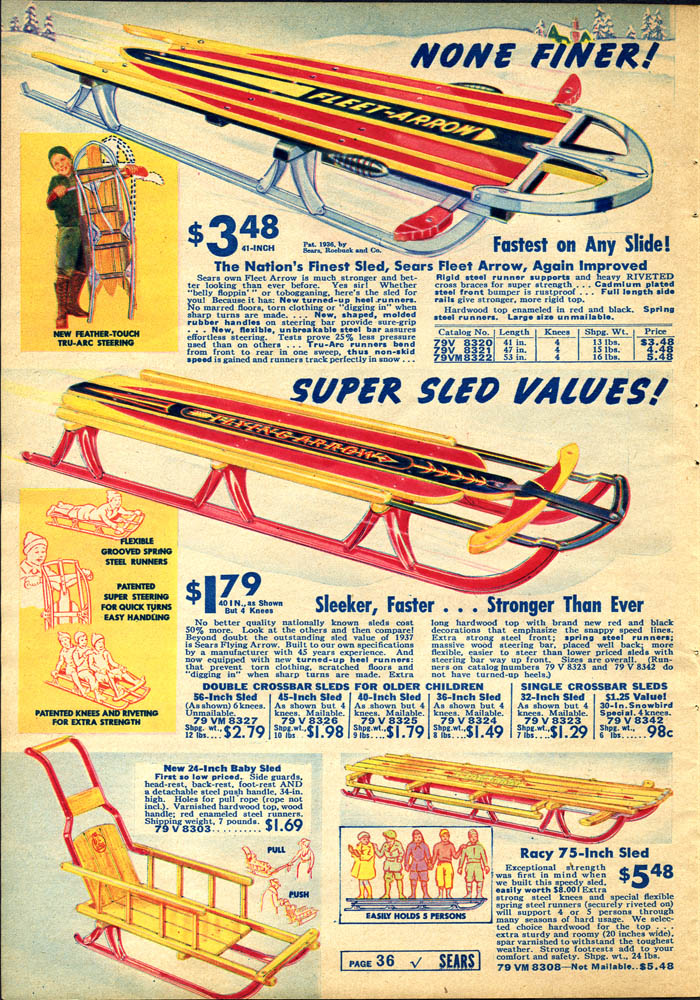 NONE FINER!
FLEET-ARROW
$3.48
41-INCH
Pat. 1936, by
Sears, Roebuck and Co.
Fastest on Any Slide!
The Nation's Finest Sled, Sears Fleet Arrow, Again Improved
Sears own Fleet Arrow is much stronger and bet-
ter looking than ever before. Yes sir! Whether
"belly floppin'" or tobogganing, here's the sled for
you! Because it has: New turned-up heel runners.
No marred floors, torn clothing or "digging in" when
sharp turns are made. . . . New, shaped, molded
rubber handles on steering bar provide sure-grip
. . . New, flexible, unbreakable steel bar assures
effortless steering. Tests prove 25% less pressure
used than on others . . . Tru-Arc runners bend
from front to rear in one sweep, thus non-skid
speed is gained and runners track perfectly in snow . . .
Rigid steel runner supports and heavy RIVETED
cross braces for super strength . . . Cadmium plated
steel front bumper is rustproof . . . Full length side
rails give stronger, more rigid top.
Hardwood top enameled in red and black. Spring
steel runners. Large size unmailable.
Catalog No. Length Knees Shpg. Wt. Price
79V 8320 41 in. 4 13 lbs. $3.48
79V 8321 47 in. 4 15 lbs. 4.48
79VM8322 53 in. 4 16 lbs. 5.48
NEW FEATHER-TOUCH
TRU-ARC STEERING
SUPER SLED VALUES!
FLYING ARROW
FLEXIBLE
GROOVED SPRING
STEEL RUNNERS
PATENTED
SUPER STEERING
FOR QUICK TURNS
EASY HANDLING
PATENTED KNEES AND RIVETING
FOR EXTRA STRENGTH
$1.79
40 IN., as Shown
But 4 Knees
Sleeker, Faster . . . Stronger Than Ever
No better quality nationally known sleds cost
50% more. Look at the others and then compare!
Beyond doubt the outstanding sled value of 1937
is Sears Flying Arrow. Built to our own specifications
by a manufacturer with 45 years experience. And
now equipped with new turned-up heel runners:
that prevent torn clothing, scratched floors and
"digging in" when sharp turns are made. Extra
long hardwood top with brand new red and black
decorations that emphasize the snappy speed lines.
Extra strong steel front; spring steel runners;
massive wood steering bar, placed well back; more
flexible, easier to steer than lower priced sleds with
steering bar way up front. Sizes are overall. (Run-
ners on catalog numbers 79 V 8323 and 79 V 8342 do
not have turned-up heels.)
DOUBLE CROSSBAR SLEDS FOR OLDER CHILDREN
56-Inch Sled
(As shown) 6 knees.
Unmailable.
79 VM 8327
Shpg. wt., 12 lbs. . . . $2.79
45-Inch Sled
As shown but 4
knees. Mailable.
79 V 8326
Shpg. wt., 10 lbs . . . $1.98
40-Inch Sled
As shown but 4
knees. Mailable.
79 V 8325
Shpg. wt., 9 lbs. . . . $1.79
36-Inch Sled
As shown but 4
knees. Mailable.
79 V 8324
Shpg. wt., 8 lbs. . . . $1.49
SINGLE CROSSBAR SLEDS
32-Inch Sled
As shown but 4
knees. Mailable.
79 V 8323
Shpg. wt., 7 lbs. . . . $1.29
$1.25 Value!
30-In. Snowbird
Special. 4 knees.
79 V 8342
Shpg. wt., 6 lbs. . . . . . 98c
New 24-Inch Baby Sled
First so low priced. Side guards,
head-rest, back-rest, foot-rest AND
a detachable steel push handle, 34-in.
high. Holes for pull rope (rope not
incl.). Varnished hardwood top, wood
handle; red enameled steel runners.
Shipping weight, 7 pounds.
79 V 8303 . . . . . . . . . . $1.69
PULL
PUSH
EASILY HOLDS 5 PERSONS
Racy 75-Inch Sled
$5.48
Exceptional strength
was first in mind when
we built this speedy sled,
easily worth $8.00! Extra
strong steel knees and special flexible
spring steel runners (securely riveted on)
will support 4 or 5 persons through
many seasons of hard usage. We selec-
ted choice hardwood for the top . . .
extra sturdy and roomy (20 inches wide),
spar varnished to withstand the toughest
weather. Strong footrests add to your
comfort and safety. Shpg. wt., 24 lbs.
79 VM 8308—Not Mailable..$5.48
PAGE 36 ✓ SEARS